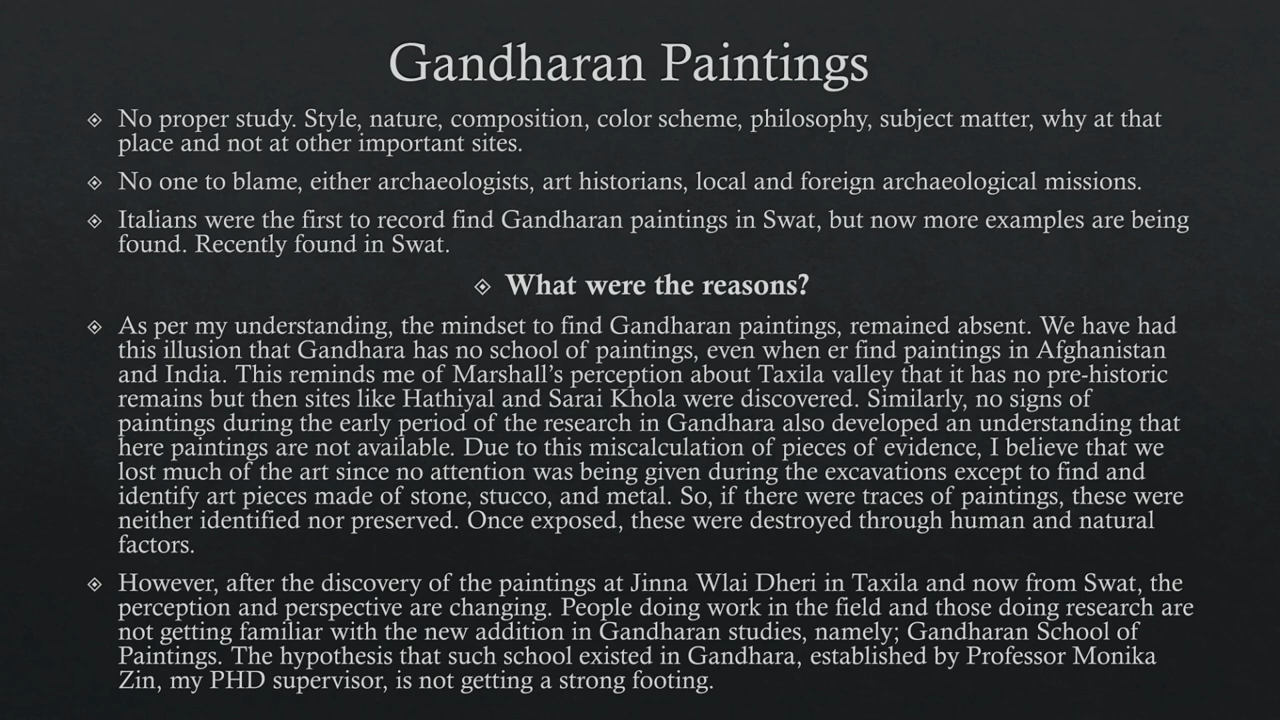 Gandharan Paintings
No proper study. Style, nature, composition, color scheme, philosophy, subject matter, why at that
place and not at other important sites.
No one to blame, either archaeologists, art historians, local and foreign archaeological missions.
Italians were the first to record find Gandharan paintings in Swat, but now more examples are being
found. Recently found in Swat.
What were the reasons?
As per my understanding, the mindset to find Gandharan paintings, remained absent. We have had
this illusion that Gandhara has no school of paintings, even when er find paintings in Afghanistan
and India. This reminds me of Marshall’s perception about Taxila valley that it has no pre-historic
remains but then sites like Hathiyal and Sarai Khola were discovered. Similarly, no signs of
paintings during the early period of the research in Gandhara also developed an understanding that
here paintings are not available. Due to this miscalculation of pieces of evidence, I believe that we
lost much of the art since no attention was being given during the excavations except to find and
identify art pieces made of stone, stucco, and metal. So, if there were traces of paintings, these were
neither identified nor preserved. Once exposed, these were destroyed through human and natural
factors.
However, after the discovery of the paintings at Jinna Wlai Dheri in Taxila and now from Swat, the
perception and perspective are changing. People doing work in the field and those doing research are
not getting familiar with the new addition in Gandharan studies, namely; Gandharan School of
Paintings. The hypothesis that such school existed in Gandhara, established by Professor Monika
Zin, my PHD supervisor, is not getting a strong footing.